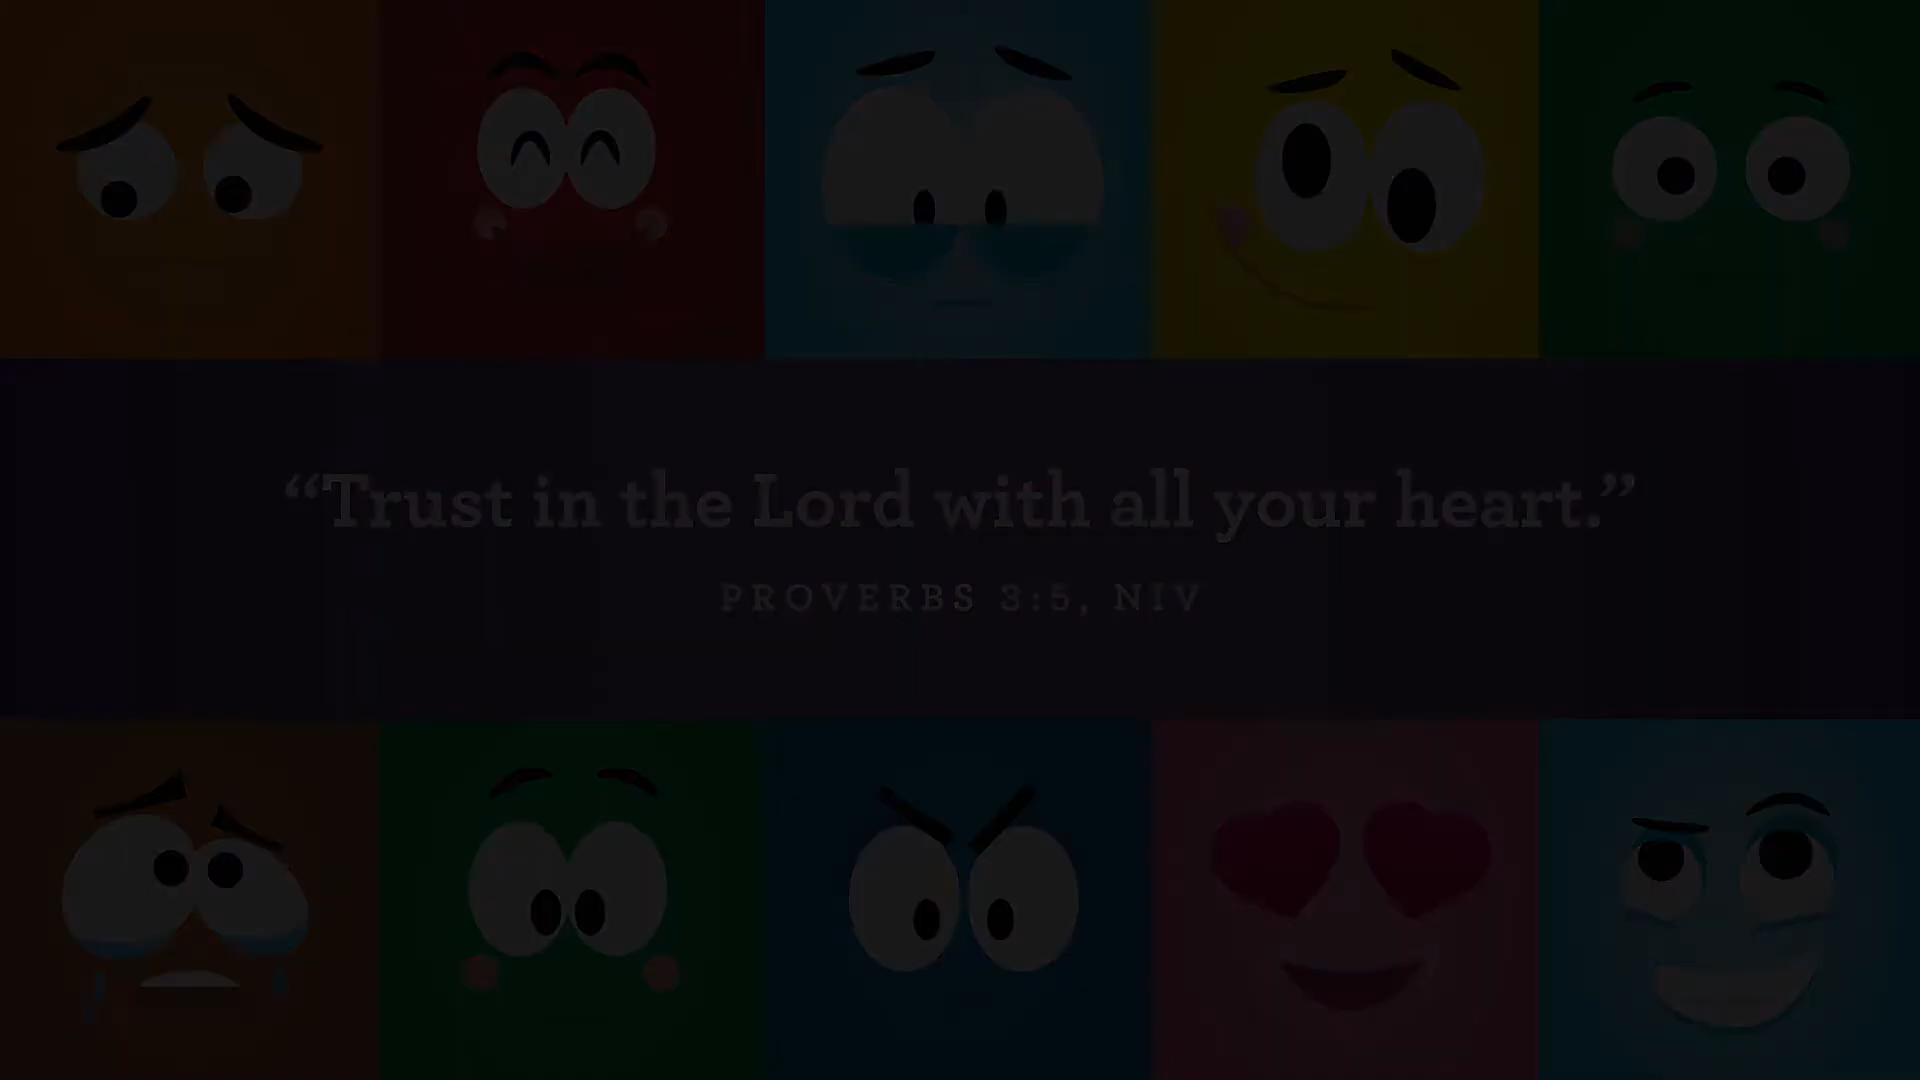 “Trust in the Lord with all your heart.”
PROVERBS 3:5, NIV